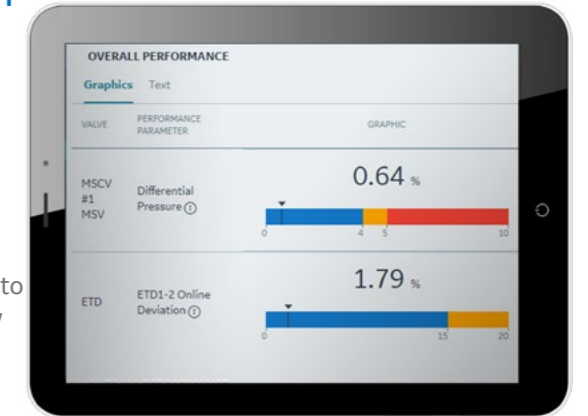 OVERALL PERFORMANCE
Graphics Text
VALVE PERFORMANCE PARAMETER GRAPHIC
MSCV #1 MSV
Differential Pressure
0.64 %
0 4 5 10
ETD
ETD1-2 Online Deviation
1.79 %
0 15 20
to